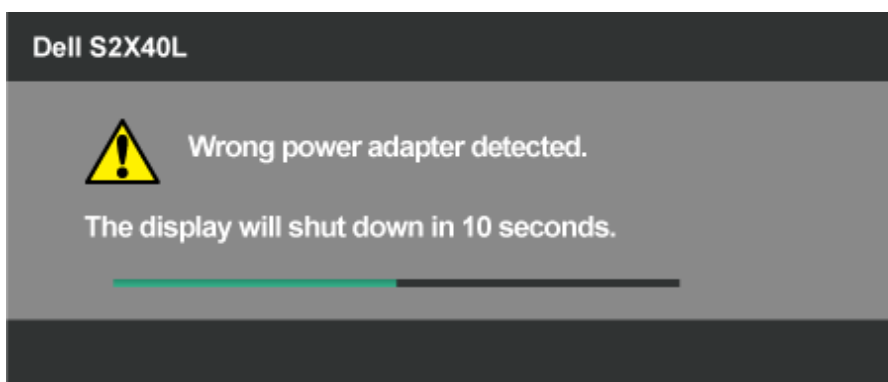 Dell S2X40L
Wrong power adapter detected.
The display will shut down in 10 seconds.